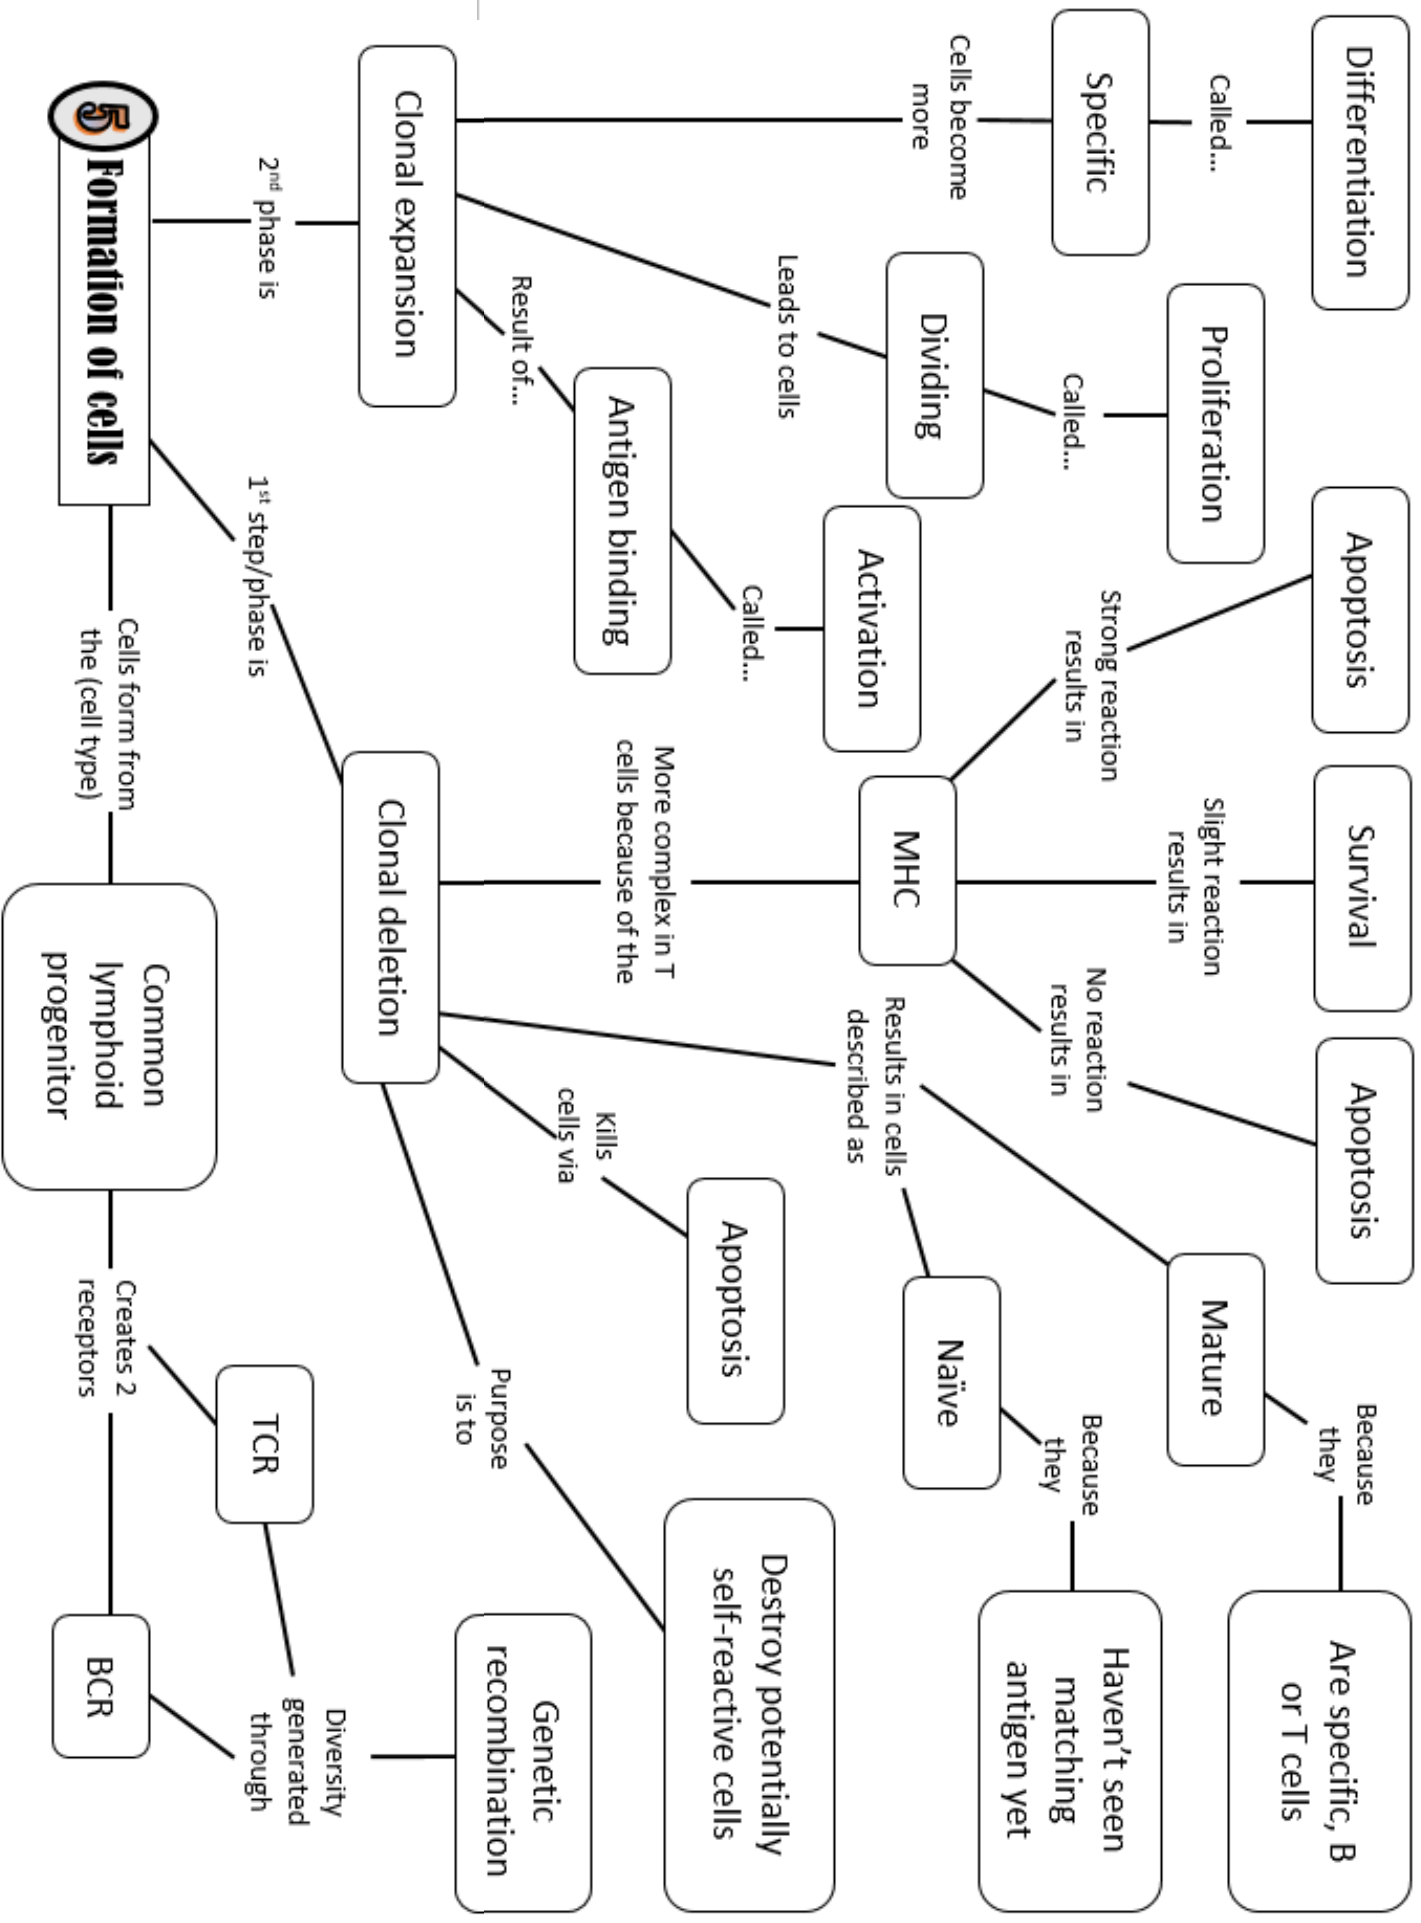 Differentiation
Apoptosis
Survival
Apoptosis
Because
they
Are specific, B
or T cells
Called...
Proliferation
Slight reaction
results in
Mature
Specific
Called...
Strong reaction
results in
No reaction
results in
Because
they
Haven't seen
matching
antigen yet
Cells become
more
Dividing
Activation
MHC
Results in cells
described as
Naïve
Leads to cells
Called...
Apoptosis
Destroy potentially
self-reactive cells
Result of...
Antigen binding
More complex in T
cells because of the
Kills
cells via
Purpose
is to
Genetic
recombination
Clonal expansion
Clonal deletion
2nd phase is
1st step/phase is
TCR
Diversity
generated
through
5 Formation of cells
Cells form from
the (cell type)
Common
lymphoid
progenitor
Creates 2
receptors
BCR